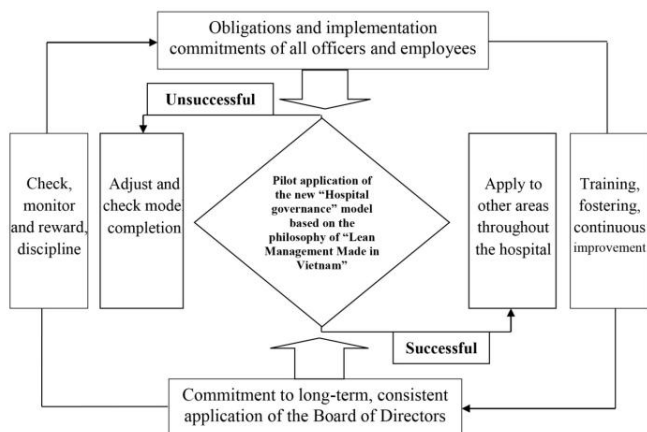 Obligations and implementation
commitments of all officers and employees
Unsuccessful
Check,
monitor
and reward,
discipline
Adjust and
check mode
completion
Pilot application of
the new “Hospital
governance” model
based on the
philosophy of “Lean
Management Made in
Vietnam”
Apply to
other areas
throughout
the hospital
Training,
fostering,
continuous
improvement
Successful
Commitment to long-term, consistent
application of the Board of Directors